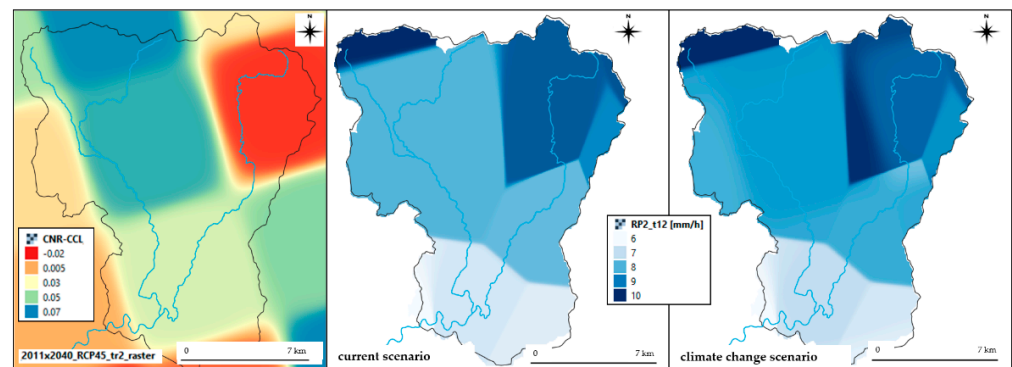 N
CNR-CCL
-0.02
0.005
0.03
0.05
0.07
2011x2040_RCP45_tr2_raster
0 7 km
N
current scenario
0 7 km
RP2_t12 [mm/h]
6
7
8
9
10
N
climate change scenario
0 7 km